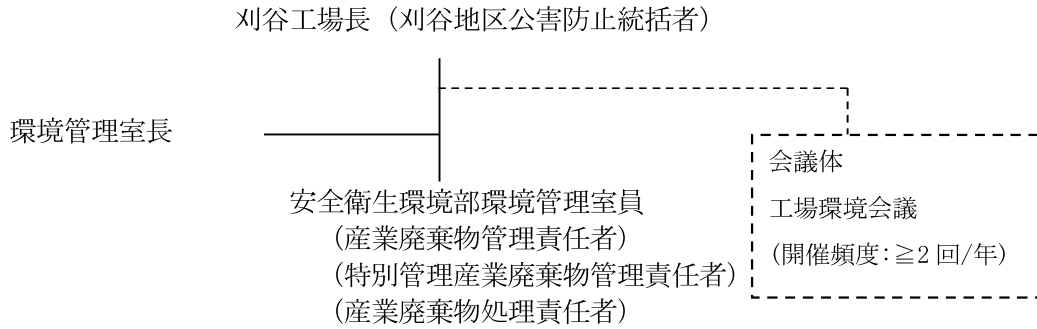 刈谷工場長（刈谷地区公害防止統括者）
環境管理室長
会議体
工場環境会議
（開催頻度：≧2 回/年）
安全衛生環境部環境管理室員
（産業廃棄物管理責任者）
（特別管理産業廃棄物管理責任者）
（産業廃棄物処理責任者）